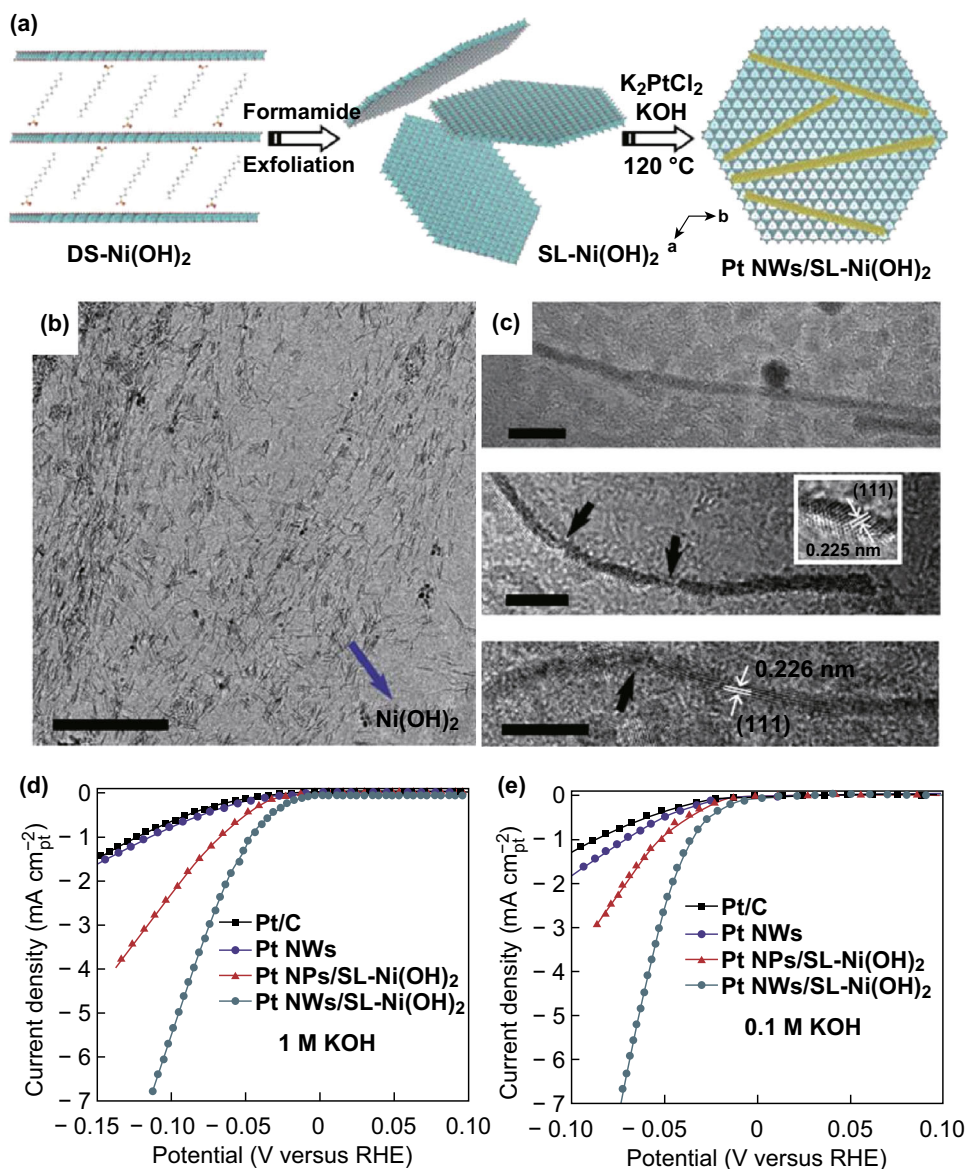 (a)
Formamide
Exfoliation
K₂PtCl₂
KOH
120 °C
b
a
DS-Ni(OH)₂
SL-Ni(OH)₂
Pt NWs/SL-Ni(OH)₂
(b)
Ni(OH)₂
(c)
(111)
0.225 nm
0.226 nm
(111)
(d)
0
− 1
− 2
− 3
− 4
− 5
− 6
− 7
Current density (mA cm⁻²pt)
Pt/C
Pt NWs
Pt NPs/SL-Ni(OH)₂
Pt NWs/SL-Ni(OH)₂
1 M KOH
− 0.15 − 0.10 − 0.05 0 0.05 0.10
Potential (V versus RHE)
(e)
0
− 1
− 2
− 3
− 4
− 5
− 6
− 7
Current density (mA cm⁻²pt)
Pt/C
Pt NWs
Pt NPs/SL-Ni(OH)₂
Pt NWs/SL-Ni(OH)₂
0.1 M KOH
− 0.10 − 0.05 0 0.05 0.10
Potential (V versus RHE)